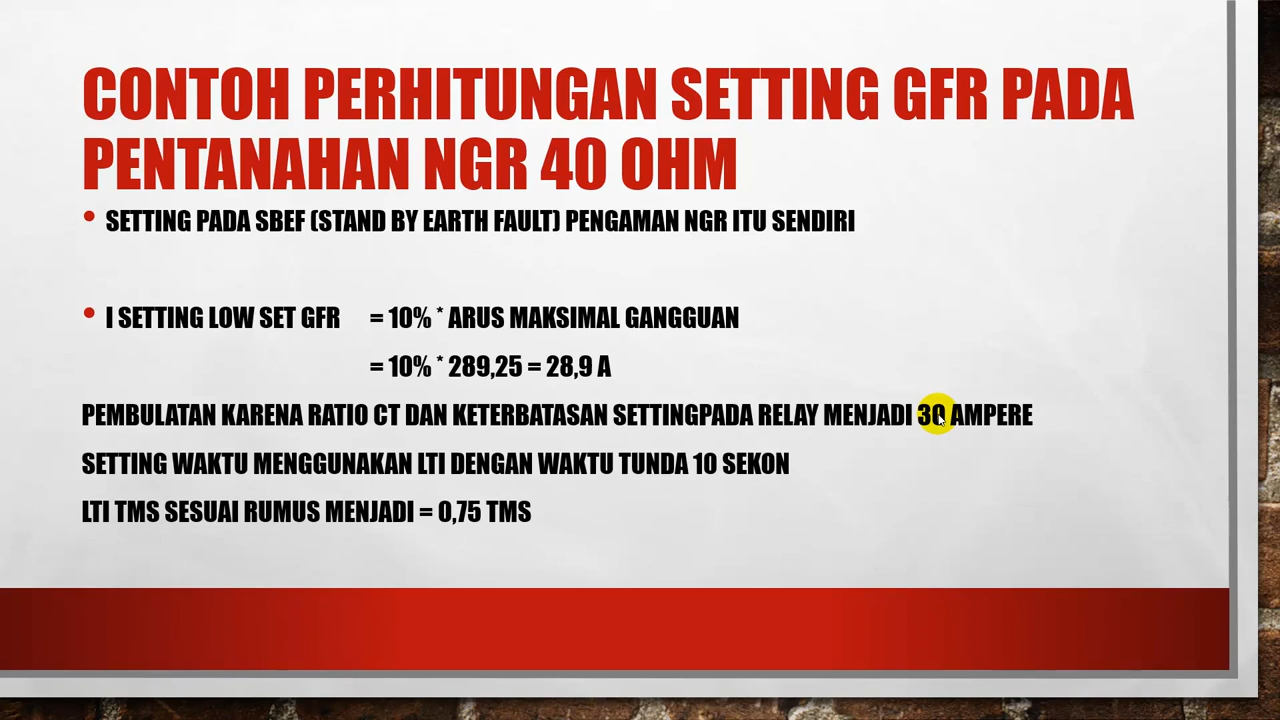 CONTOH PERHITUNGAN SETTING GFR PADA
PENTANAHAN NGR 40 OHM
• SETTING PADA SBEF (STAND BY EARTH FAULT) PENGAMAN NGR ITU SENDIRI
• I SETTING LOW SET GFR = 10% * ARUS MAKSIMAL GANGGUAN
= 10% * 289,25 = 28,9 A
PEMBULATAN KARENA RATIO CT DAN KETERBATASAN SETTINGPADA RELAY MENJADI 30 AMPERE
SETTING WAKTU MENGGUNAKAN LTI DENGAN WAKTU TUNDA 10 SEKON
LTI TMS SESUAI RUMUS MENJADI = 0,75 TMS